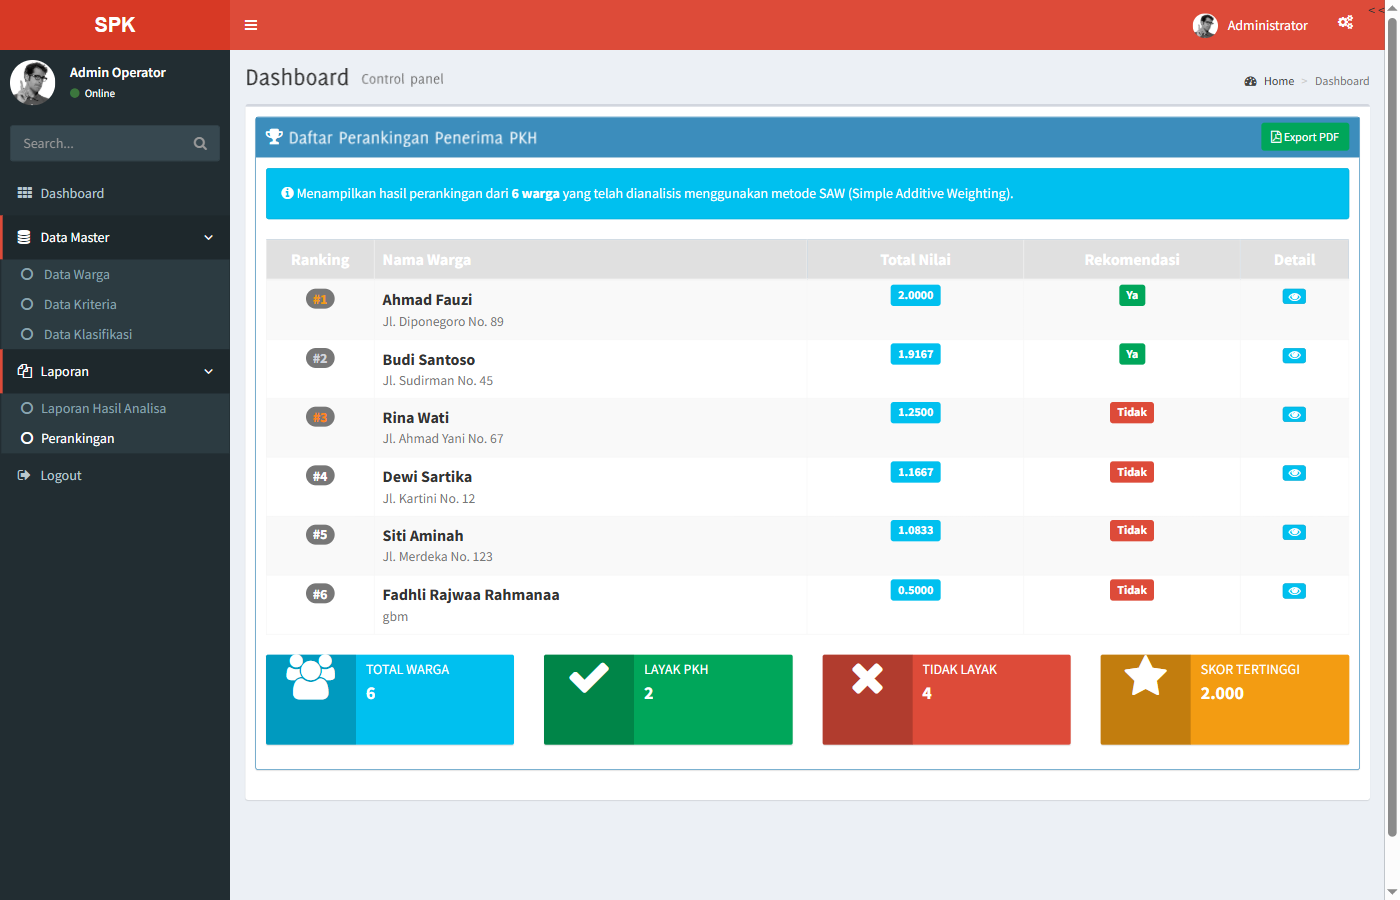 SPK
Administrator
<<
Admin Operator
Online
Search...
Dashboard
Data Master
Data Warga
Data Kriteria
Data Klasifikasi
Laporan
Laporan Hasil Analisa
Perankingan
Logout
Dashboard Control panel
Home > Dashboard
Daftar Perankingan Penerima PKH
Export PDF
Menampilkan hasil perankingan dari 6 warga yang telah dianalisis menggunakan metode SAW (Simple Additive Weighting).
Ranking Nama Warga Total Nilai Rekomendasi Detail
#1 Ahmad Fauzi 2.0000 Ya
Jl. Diponegoro No. 89
#2 Budi Santoso 1.9167 Ya
Jl. Sudirman No. 45
#3 Rina Wati 1.2500 Tidak
Jl. Ahmad Yani No. 67
#4 Dewi Sartika 1.1667 Tidak
Jl. Kartini No. 12
#5 Siti Aminah 1.0833 Tidak
Jl. Merdeka No. 123
#6 Fadhli Rajwaa Rahmanaa 0.5000 Tidak
gbm
TOTAL WARGA
6
LAYAK PKH
2
TIDAK LAYAK
4
SKOR TERTINGGI
2.000